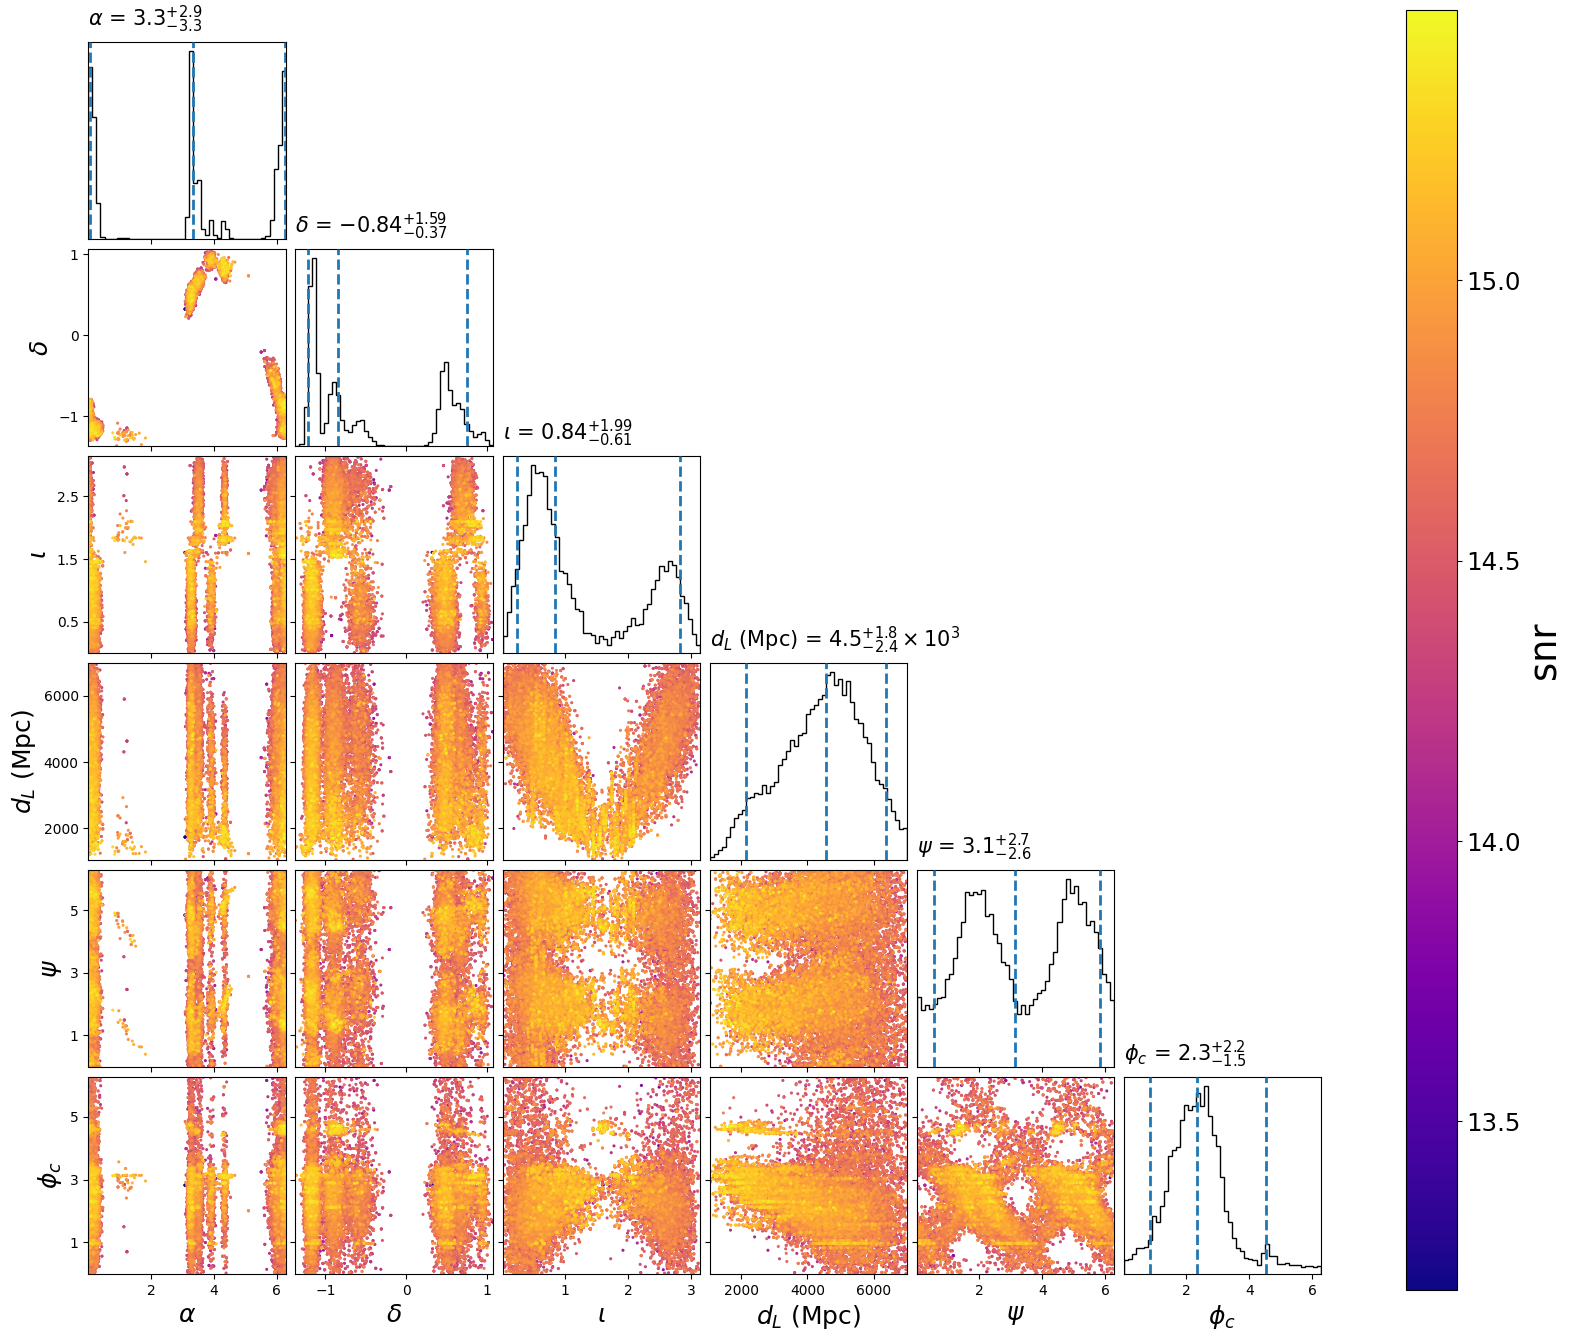 α = 3.3^{+2.9}_{−3.3}
δ = −0.84^{+1.59}_{−0.37}
1
0
−1
δ
ι = 0.84^{+1.99}_{−0.61}
2.5
1.5
0.5
ι
d_L (Mpc) = 4.5^{+1.8}_{−2.4} × 10^3
6000
4000
2000
d_L (Mpc)
ψ = 3.1^{+2.7}_{−2.6}
5
3
1
ψ
ϕ_c = 2.3^{+2.2}_{−1.5}
5
3
1
ϕ_c
2 4 6
α
−1 0 1
δ
1 2 3
ι
2000 4000 6000
d_L (Mpc)
2 4 6
ψ
2 4 6
ϕ_c
15.0
14.5
14.0
13.5
snr